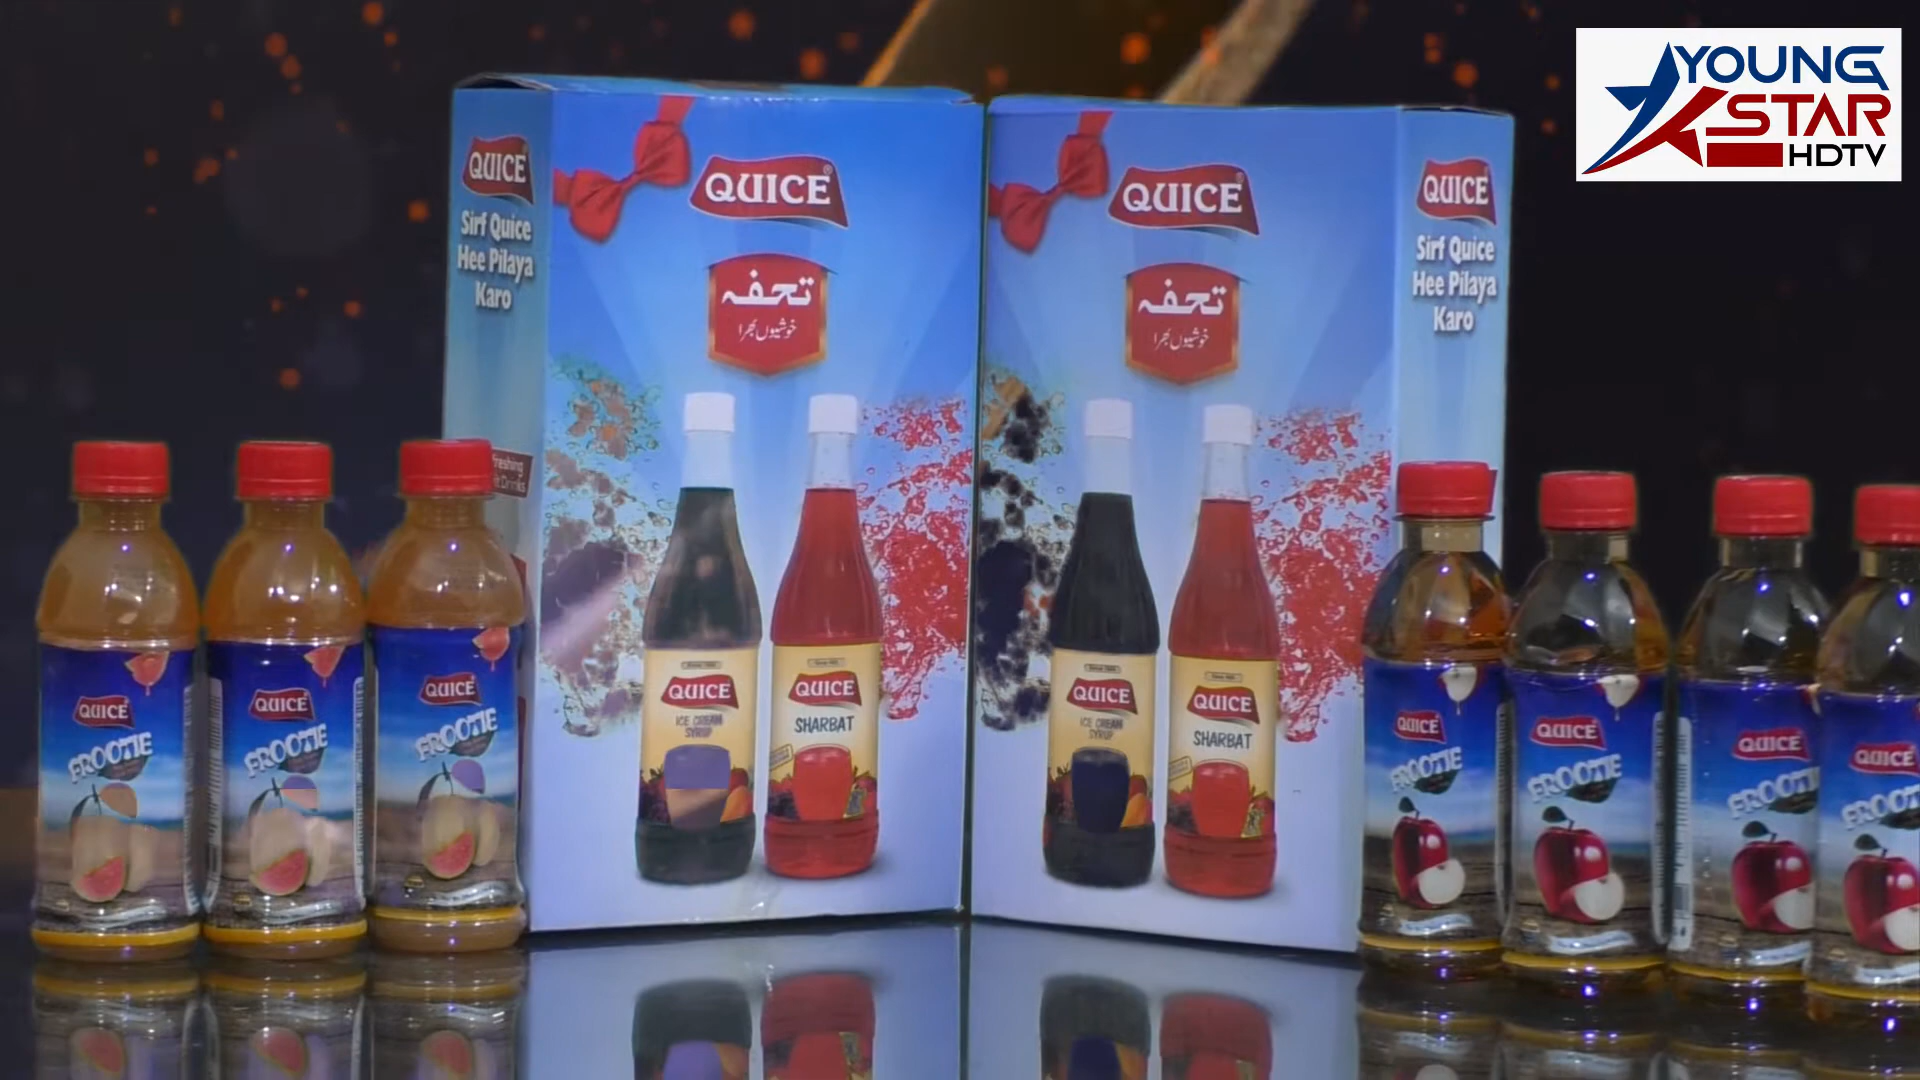 YOUNG
STAR
HDTV
QUICE
Sirf Quice
Hee Pilaya
Karo
QUICE
تحفہ
خوشیوں بھرا
QUICE
ICE CREAM
SYRUP
QUICE
SHARBAT
QUICE
تحفہ
خوشیوں بھرا
QUICE
ICE CREAM
SYRUP
QUICE
SHARBAT
QUICE
Sirf Quice
Hee Pilaya
Karo
QUICE
FROOTIE
QUICE
FROOTIE
QUICE
FROOTIE
QUICE
FROOTIE
QUICE
FROOTIE
QUICE
FROOTIE
QUICE